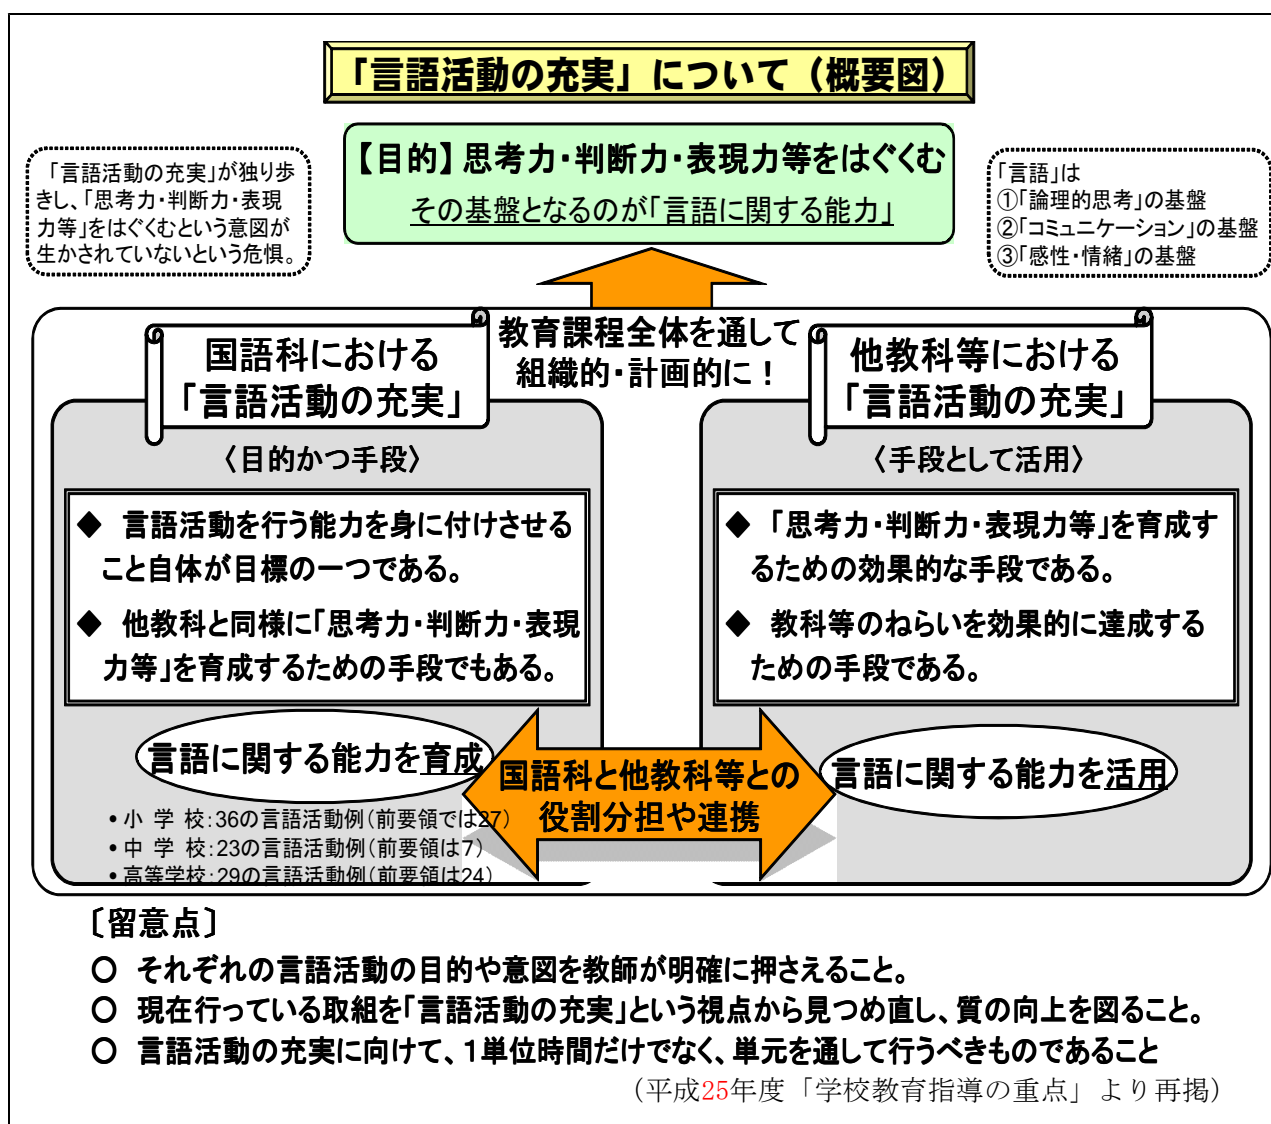 「言語活動の充実」について（概要図）
【目的】思考力・判断力・表現力等をはぐくむ
その基盤となるのが「言語に関する能力」
「言語活動の充実」が独り歩
きし、「思考力・判断力・表現
力等」をはぐくむという意図が
生かされていないという危惧。
「言語」は
①「論理的思考」の基盤
②「コミュニケーション」の基盤
③「感性・情緒」の基盤
教育課程全体を通して
組織的・計画的に！
国語科における
「言語活動の充実」
〈目的かつ手段〉
◆ 言語活動を行う能力を身に付けさせる
こと自体が目標の一つである。
◆ 他教科と同様に「思考力・判断力・表現
力等」を育成するための手段でもある。
言語に関する能力を育成
• 小 学 校：36の言語活動例（前要領では27）
• 中 学 校：23の言語活動例（前要領は7）
• 高等学校：29の言語活動例（前要領は24）
他教科等における
「言語活動の充実」
〈手段として活用〉
◆ 「思考力・判断力・表現力等」を育成す
るための効果的な手段である。
◆ 教科等のねらいを効果的に達成する
ための手段である。
言語に関する能力を活用
国語科と他教科等との
役割分担や連携
〔留意点〕
○ それぞれの言語活動の目的や意図を教師が明確に押さえること。
○ 現在行っている取組を「言語活動の充実」という視点から見つめ直し、質の向上を図ること。
○ 言語活動の充実に向けて、1単位時間だけでなく、単元を通して行うべきものであること
（平成25年度「学校教育指導の重点」より再掲）